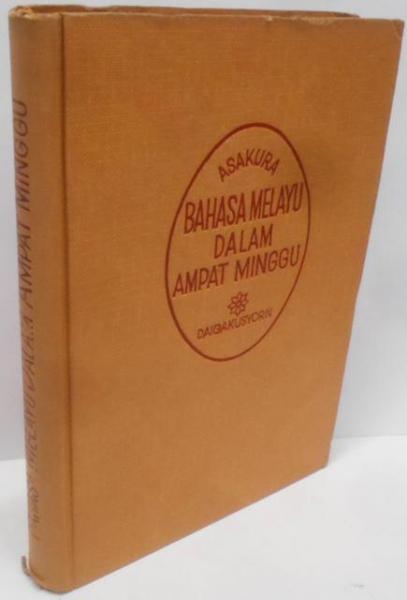 ASAKURA
BAHASA MELAYU
DALAM
AMPAT MINGGU
DAIGAKUSYORIN
BAHASA MELAYU DALAM AMPAT MINGGU